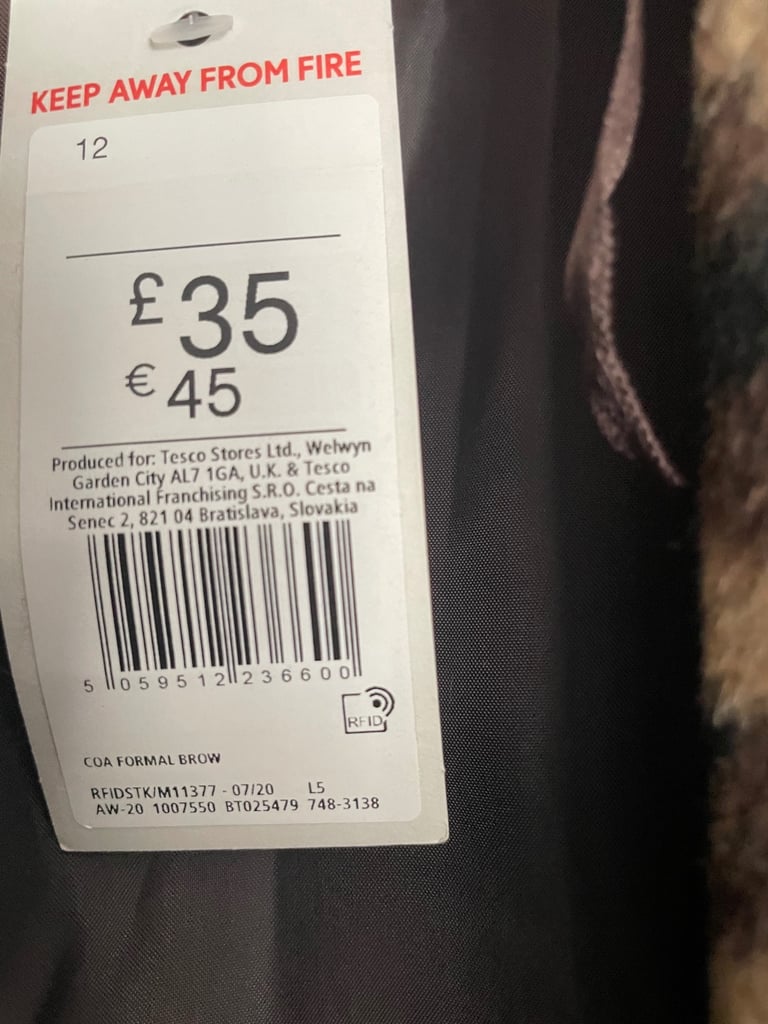 KEEP AWAY FROM FIRE
12
£35
€45
Produced for: Tesco Stores Ltd., Welwyn
Garden City AL7 1GA, U.K. & Tesco
International Franchising S.R.O. Cesta na
Senec 2, 821 04 Bratislava, Slovakia
5 059512 236600
RFID
COA FORMAL BROW
RFIDSTK/M11377 - 07/20 L5
AW-20 1007550 BT025479 748-3138